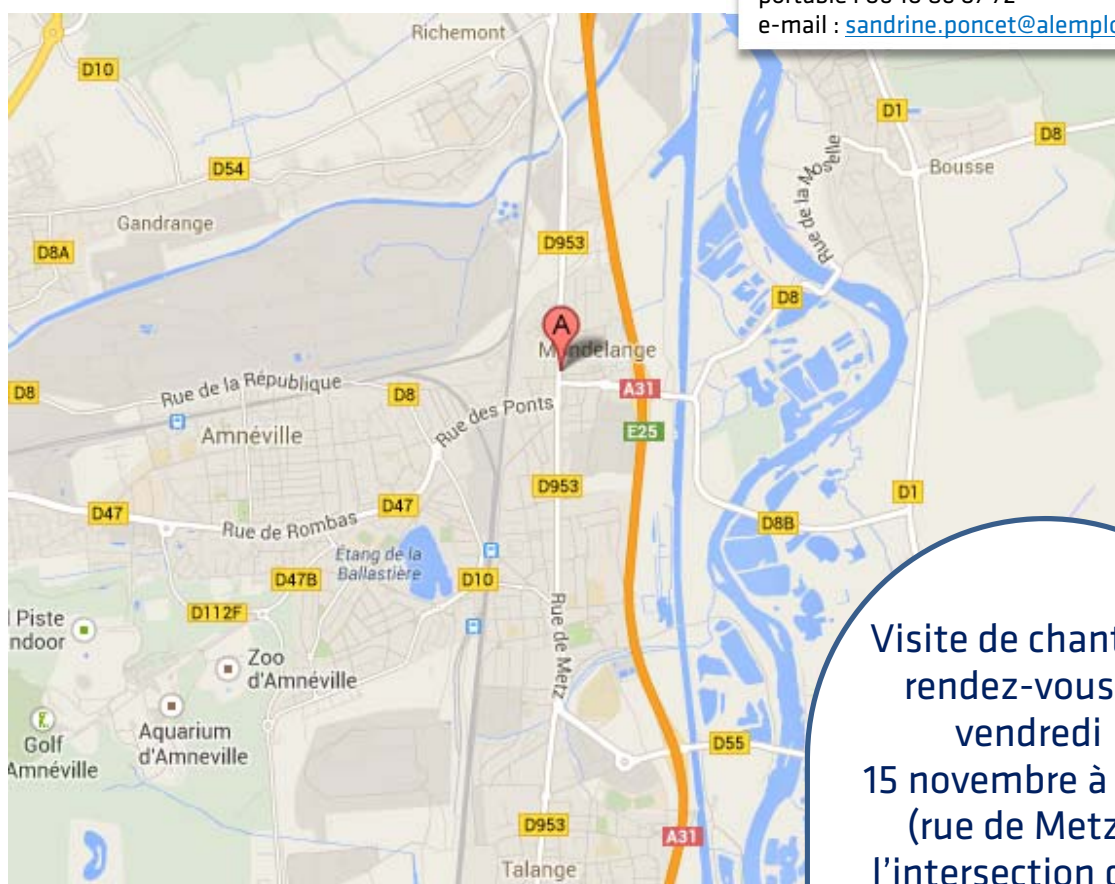 e-mail : sandrine.poncet@alemplo
Richemont
D10
D1
D8
Bousse
D54
Rue de la Moselle
Gandrange
D8A
D953
D8
A
Mondelange
D8
Rue de la République
D8
A31
Rue des Ponts
E25
Amnéville
D953
D1
D47
D47
Rue de Rombas
D8B
Étang de la
Ballastière
D47B
D10
D112F
Rue de Metz
Piste
ndoor
Zoo
d'Amnéville
Golf
Amnéville
Aquarium
d'Amneville
D55
D953
A31
Talange
Visite de chant
rendez-vous
vendredi
15 novembre à
(rue de Metz
l'intersection